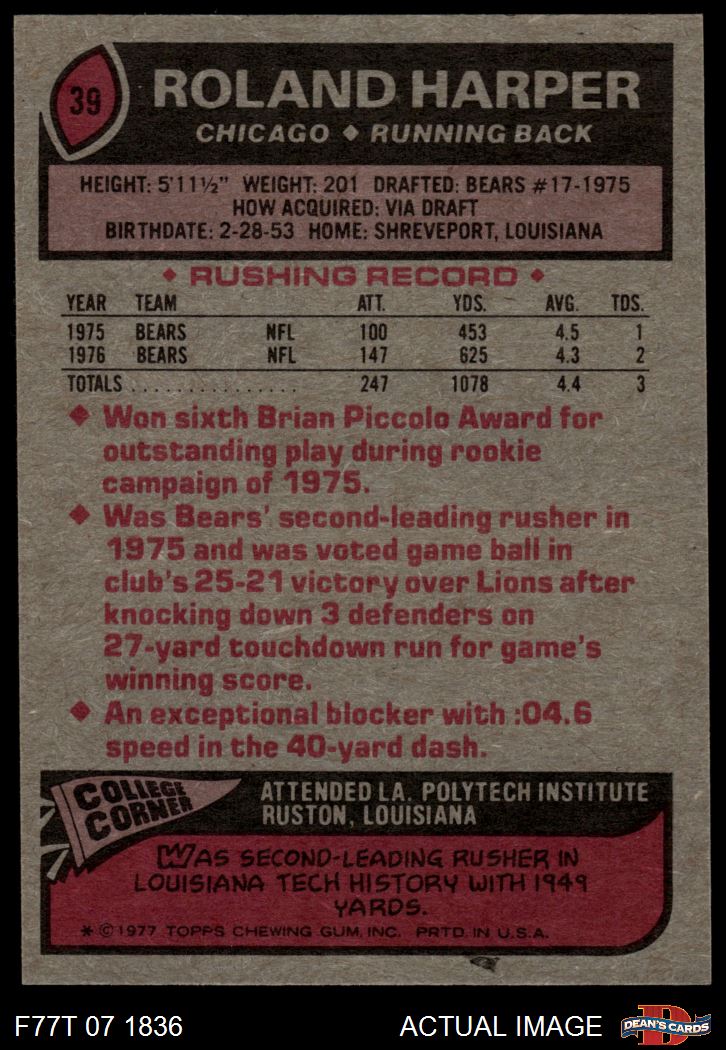 39
ROLAND HARPER
CHICAGO ◆ RUNNING BACK
HEIGHT: 5'11½" WEIGHT: 201 DRAFTED: BEARS #17-1975
HOW ACQUIRED: VIA DRAFT
BIRTHDATE: 2-28-53 HOME: SHREVEPORT, LOUISIANA
◆ RUSHING RECORD ◆
YEAR TEAM ATT. YDS. AVG. TDS.
1975 BEARS NFL 100 453 4.5 1
1976 BEARS NFL 147 625 4.3 2
TOTALS . . . . . . . . . . . . . . . 247 1078 4.4 3
◆ Won sixth Brian Piccolo Award for
outstanding play during rookie
campaign of 1975.
◆ Was Bears' second-leading rusher in
1975 and was voted game ball in
club's 25-21 victory over Lions after
knocking down 3 defenders on
27-yard touchdown run for game's
winning score.
◆ An exceptional blocker with :04.6
speed in the 40-yard dash.
COLLEGE
CORNER
ATTENDED LA. POLYTECH INSTITUTE
RUSTON, LOUISIANA
WAS SECOND-LEADING RUSHER IN
LOUISIANA TECH HISTORY WITH 1949
YARDS.
* © 1977 TOPPS CHEWING GUM, INC. PRTD. IN U.S.A.
F77T 07 1836
ACTUAL IMAGE
D
DEAN'S CARDS